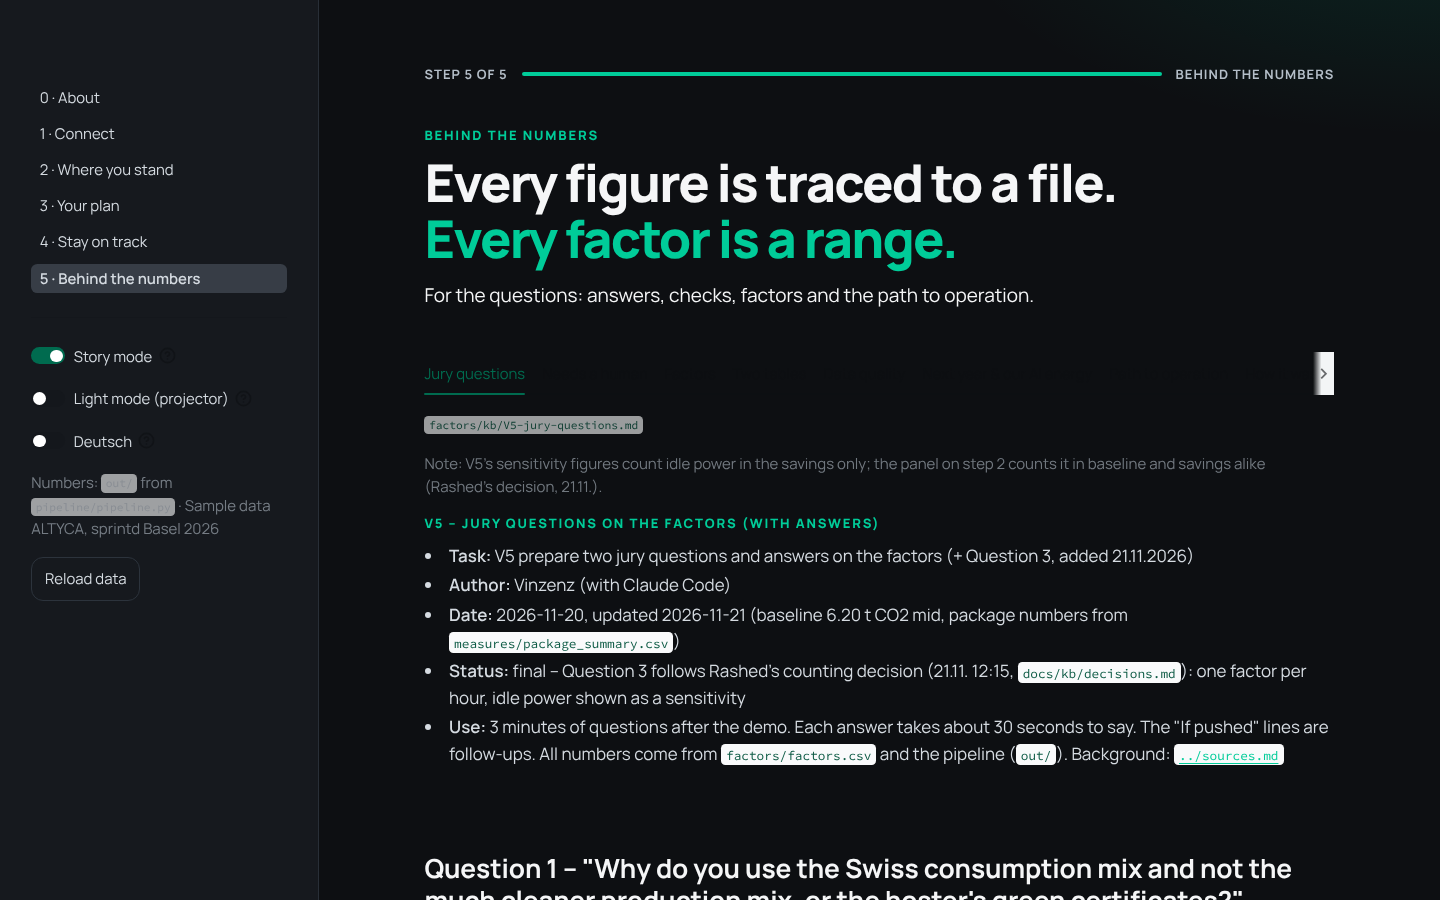 0 · About
1 · Connect
2 · Where you stand
3 · Your plan
4 · Stay on track
5 · Behind the numbers
Story mode
Light mode (projector)
Deutsch
Numbers: out/ from
pipeline/pipeline.py · Sample data
ALTYCA, sprintd Basel 2026
Reload data
STEP 5 OF 5
BEHIND THE NUMBERS
BEHIND THE NUMBERS
Every figure is traced to a file.
Every factor is a range.
For the questions: answers, checks, factors and the path to operation.
Jury questions
factors/kb/V5-jury-questions.md
Note: V5's sensitivity figures count idle power in the savings only; the panel on step 2 counts it in baseline and savings alike
(Rashed's decision, 21.11.).
V5 – JURY QUESTIONS ON THE FACTORS (WITH ANSWERS)
• Task: V5 prepare two jury questions and answers on the factors (+ Question 3, added 21.11.2026)
• Author: Vinzenz (with Claude Code)
• Date: 2026-11-20, updated 2026-11-21 (baseline 6.20 t CO2 mid, package numbers from
measures/package_summary.csv)
• Status: final – Question 3 follows Rashed's counting decision (21.11. 12:15, docs/kb/decisions.md): one factor per
hour, idle power shown as a sensitivity
• Use: 3 minutes of questions after the demo. Each answer takes about 30 seconds to say. The "If pushed" lines are
follow-ups. All numbers come from factors/factors.csv and the pipeline (out/). Background: ../sources.md
Question 1 – "Why do you use the Swiss consumption mix and not the
much cleaner production mix, or the hoster's green certificates?"